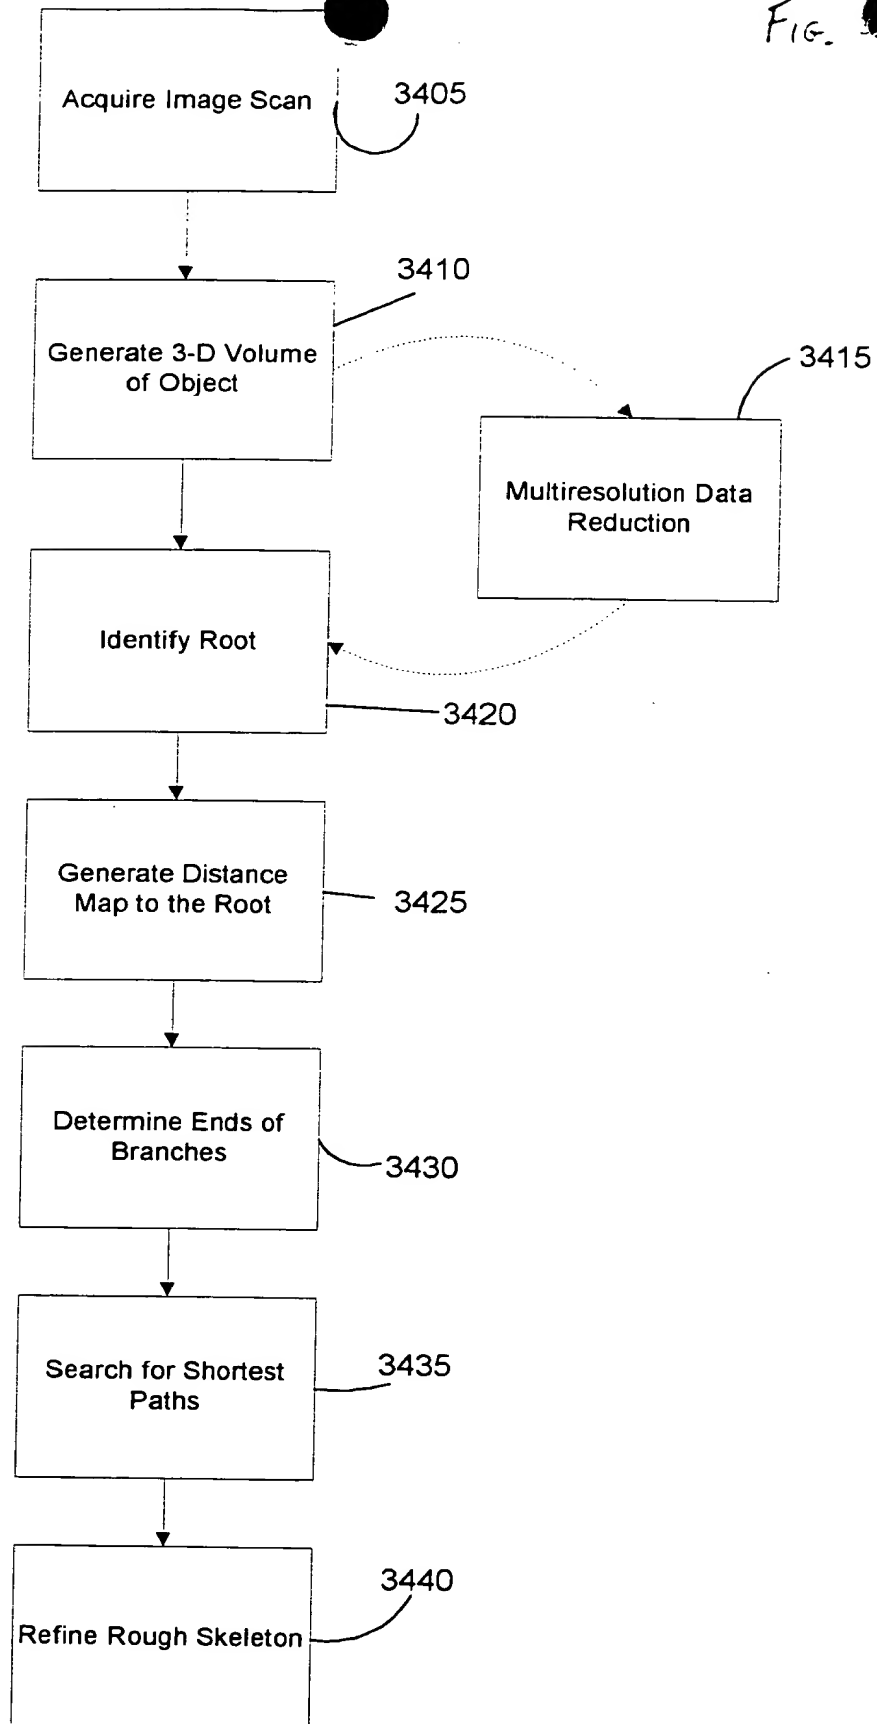 FIG.
Acquire Image Scan
3405
3410
Generate 3-D Volume
of Object
3415
Multiresolution Data
Reduction
Identify Root
3420
Generate Distance
Map to the Root
3425
Determine Ends of
Branches
3430
Search for Shortest
Paths
3435
3440
Refine Rough Skeleton